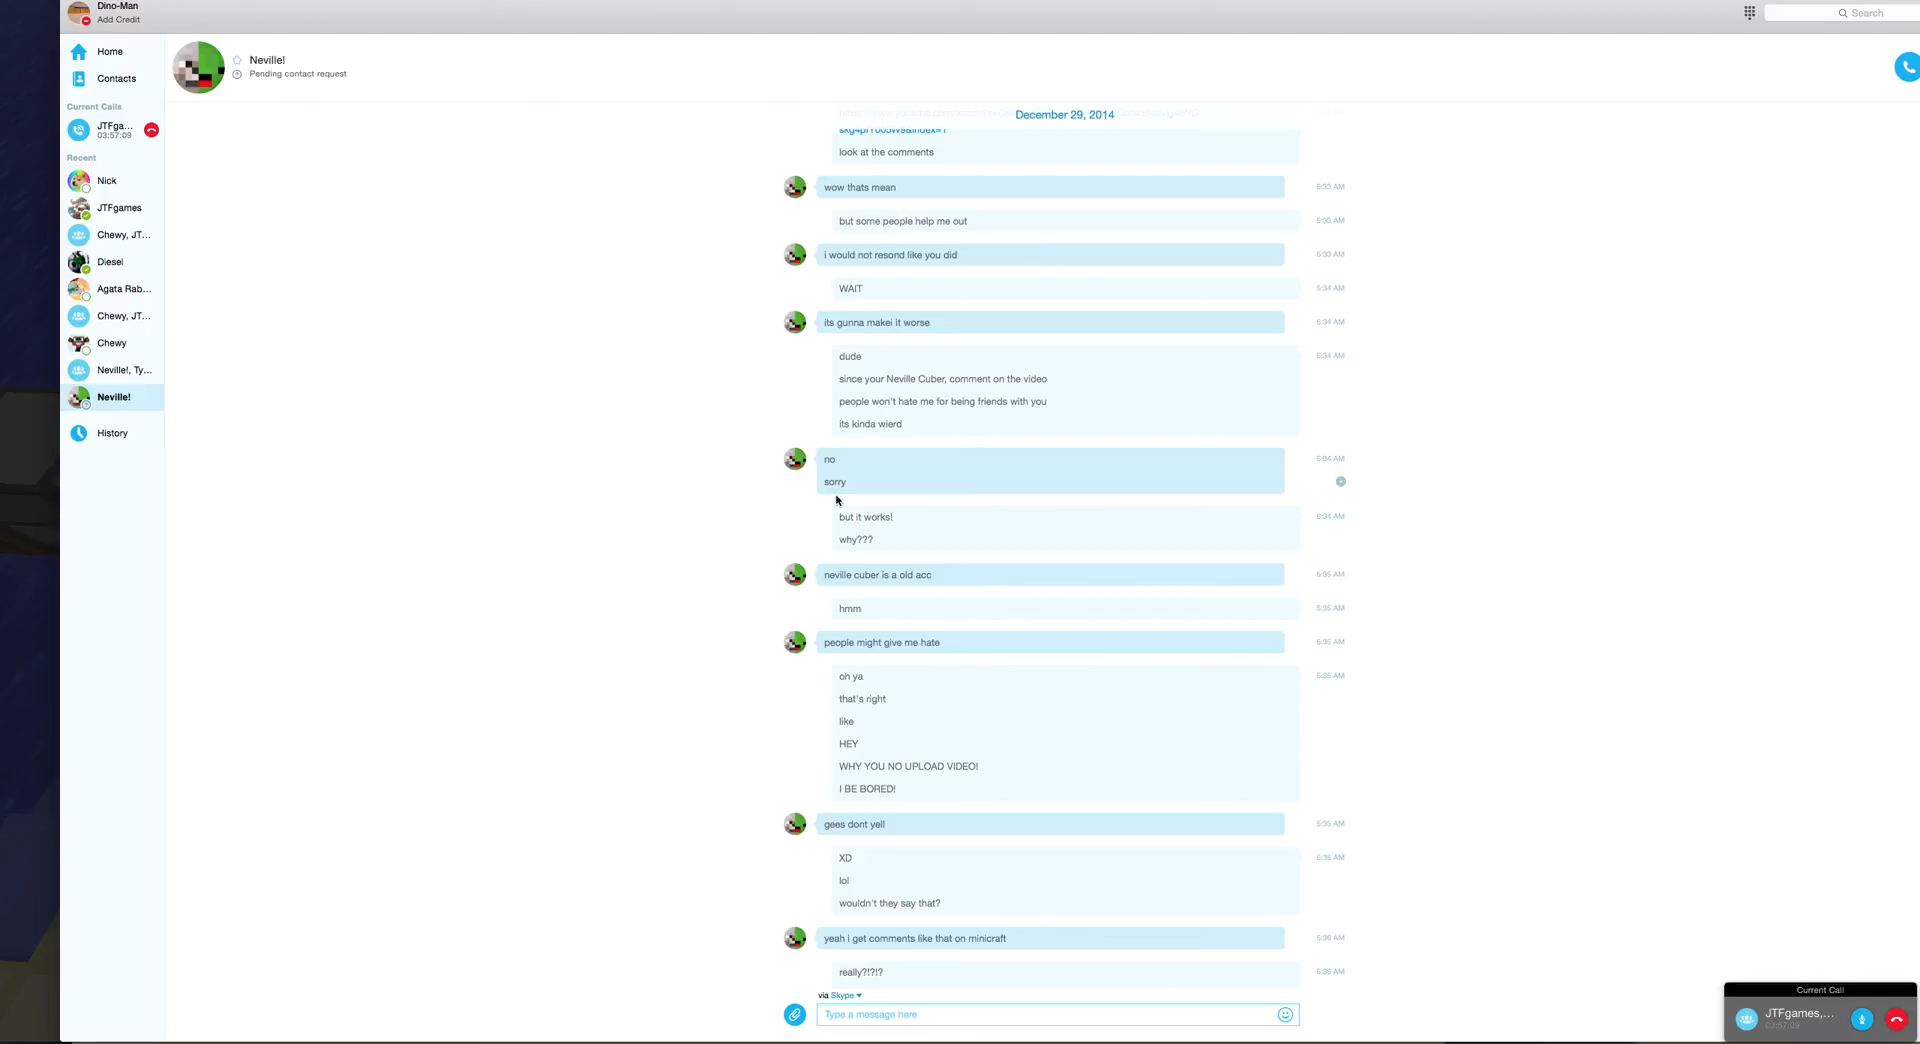 Dino-Man
Add Credit
Search
Home
Contacts
Current Calls
JTFga...
03:57:09
Recent
Nick
JTFgames
Chewy, JT...
Diesel
Agata Rab...
Chewy, JT...
Chewy
Neville!, Ty...
Neville!
History
Neville!
Pending contact request
December 29, 2014
look at the comments
wow thats mean
5:33 AM
but some people help me out
5:33 AM
i would not resond like you did
5:33 AM
WAIT
5:34 AM
its gunna makei it worse
5:34 AM
dude
5:34 AM
since your Neville Cuber, comment on the video
people won't hate me for being friends with you
its kinda wierd
no
5:34 AM
sorry
but it works!
5:34 AM
why???
neville cuber is a old acc
5:35 AM
hmm
5:35 AM
people might give me hate
5:35 AM
oh ya
5:35 AM
that's right
like
HEY
WHY YOU NO UPLOAD VIDEO!
I BE BORED!
gees dont yell
5:35 AM
XD
5:35 AM
lol
wouldn't they say that?
yeah i get comments like that on minicraft
5:36 AM
really?!?!?
5:36 AM
via Skype
Type a message here
Current Call
JTFgames,...
03:57:09